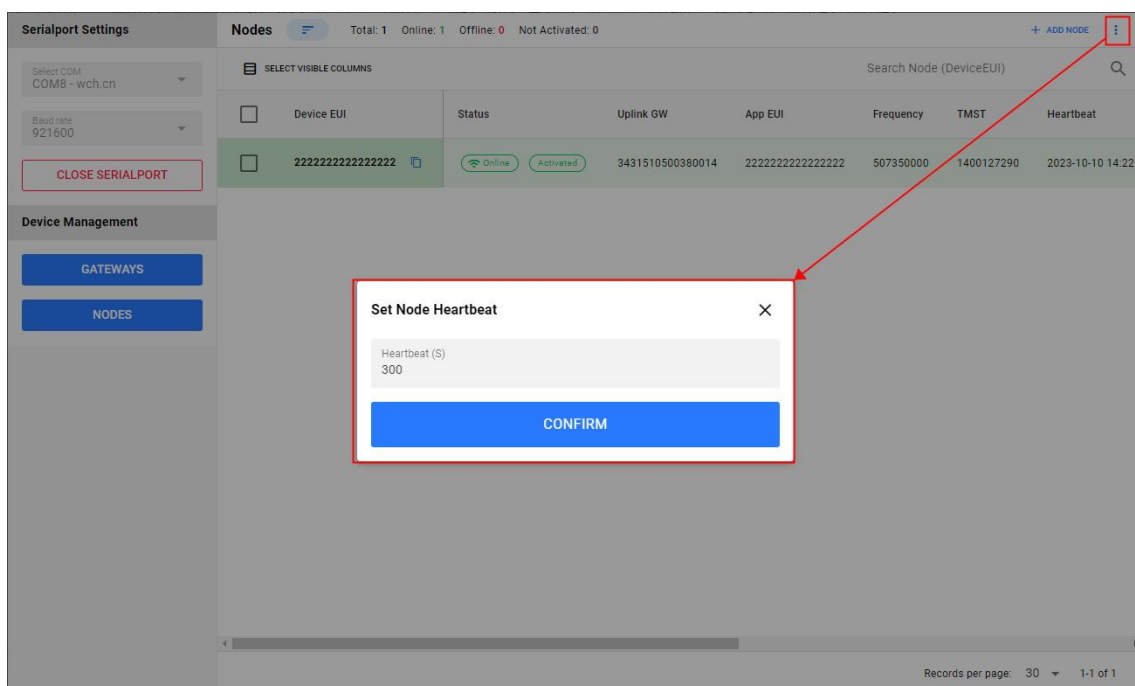 Serialport Settings
Select COM
COM8 - wch.cn
Baud rate
921600
CLOSE SERIALPORT
Device Management
GATEWAYS
NODES
Nodes Total: 1 Online: 1 Offline: 0 Not Activated: 0 + ADD NODE
SELECT VISIBLE COLUMNS Search Node (DeviceEUI)
Device EUI Status Uplink GW App EUI Frequency TMST Heartbeat
2222222222222222 Online Activated 3431510500380014 2222222222222222 507350000 1400127290 2023-10-10 14:22
Set Node Heartbeat
Heartbeat (S)
300
CONFIRM
Records per page: 30 1-1 of 1